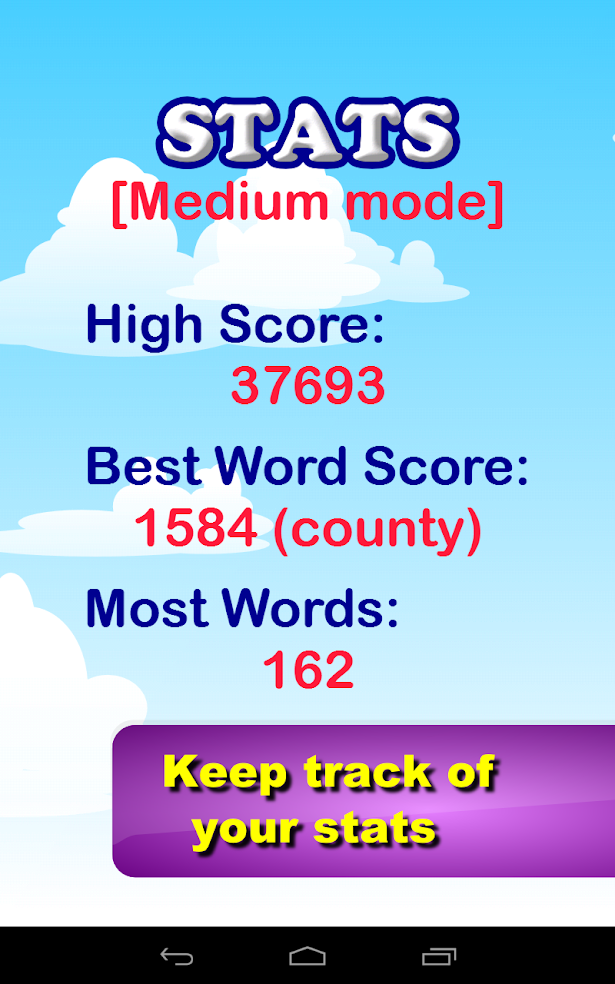 STATS
[Medium mode]
High Score:
37693
Best Word Score:
1584 (county)
Most Words:
162
Keep track of
your stats